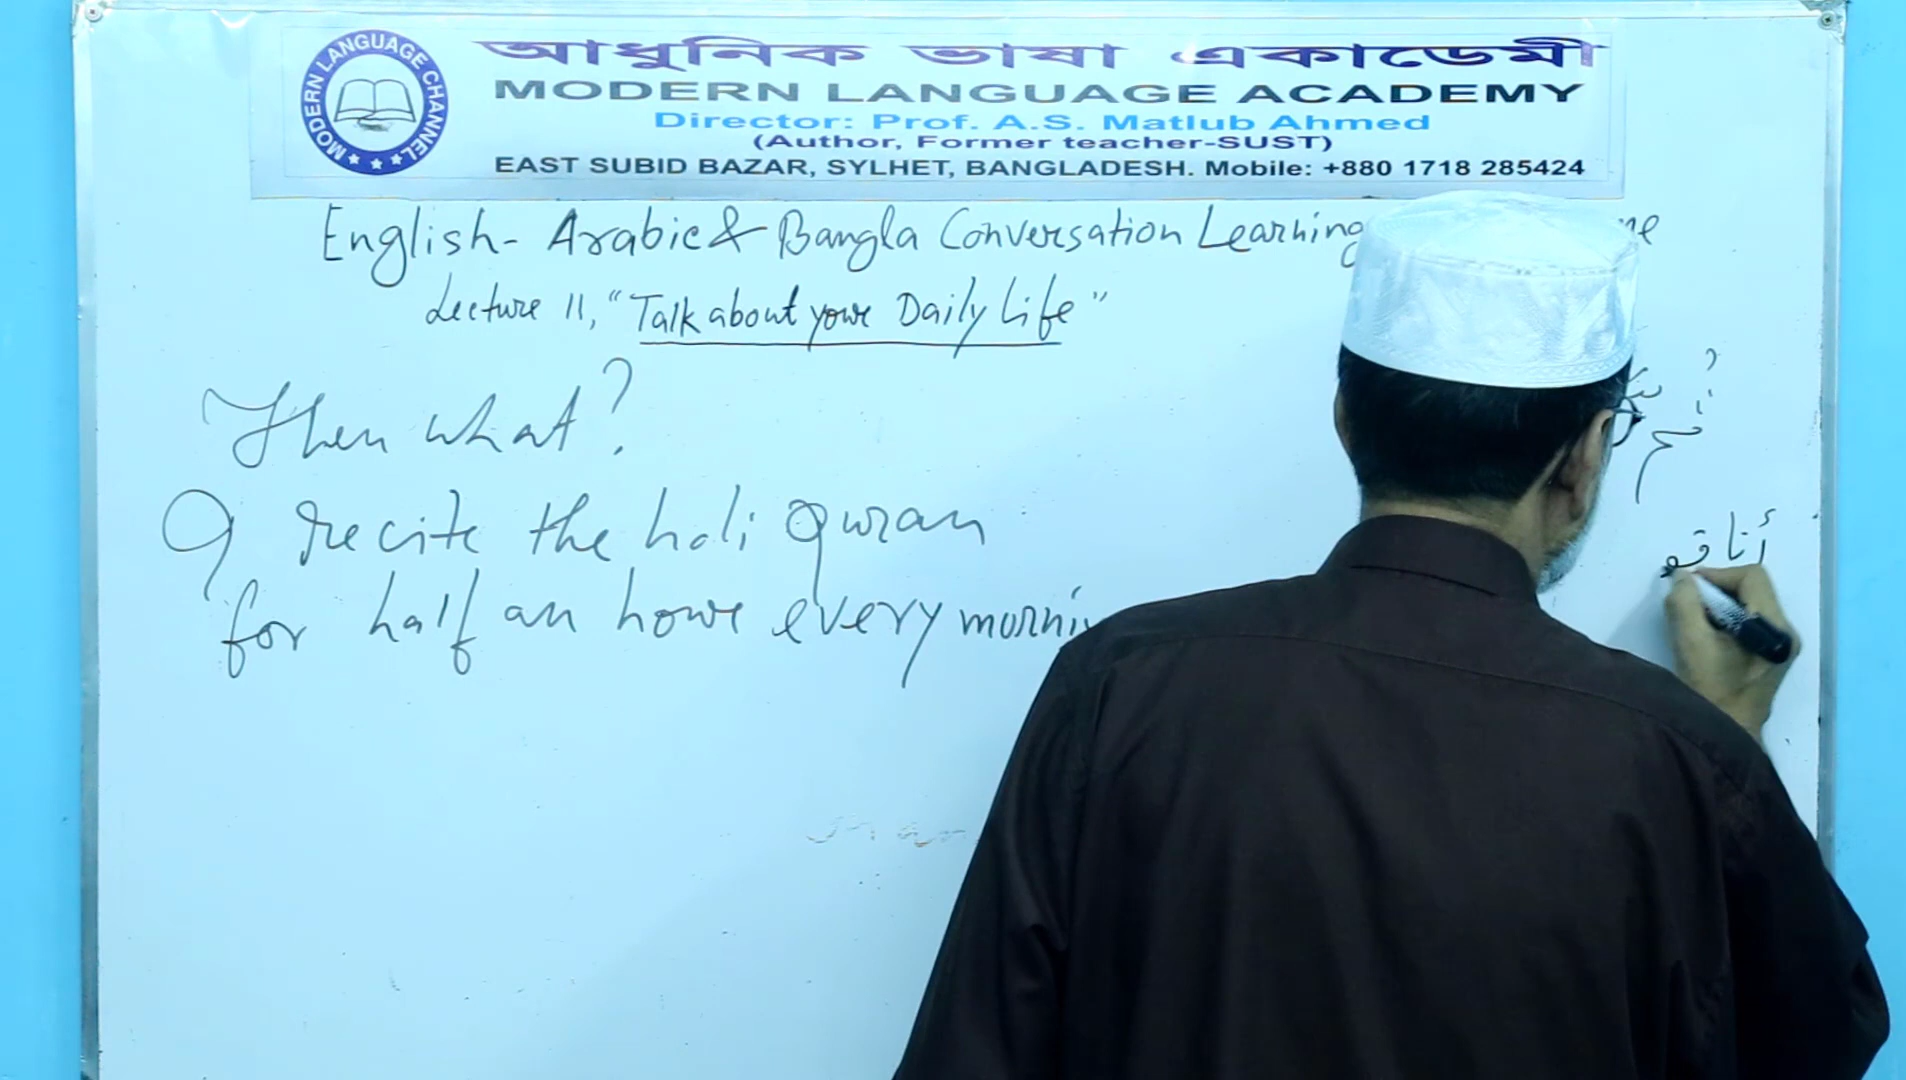 MODERN LANGUAGE CHANNEL
আধুনিক ভাষা একাডেমী
MODERN LANGUAGE ACADEMY
Director: Prof. A.S. Matlub Ahmed
(Author, Former teacher-SUST)
EAST SUBID BAZAR, SYLHET, BANGLADESH. Mobile: +880 1718 285424
English- Arabic & Bangla Conversation Learning
Lecture 11, "Talk about your Daily Life"
Then what?
I recite the holi Quran
for half an hour every morni
أنا